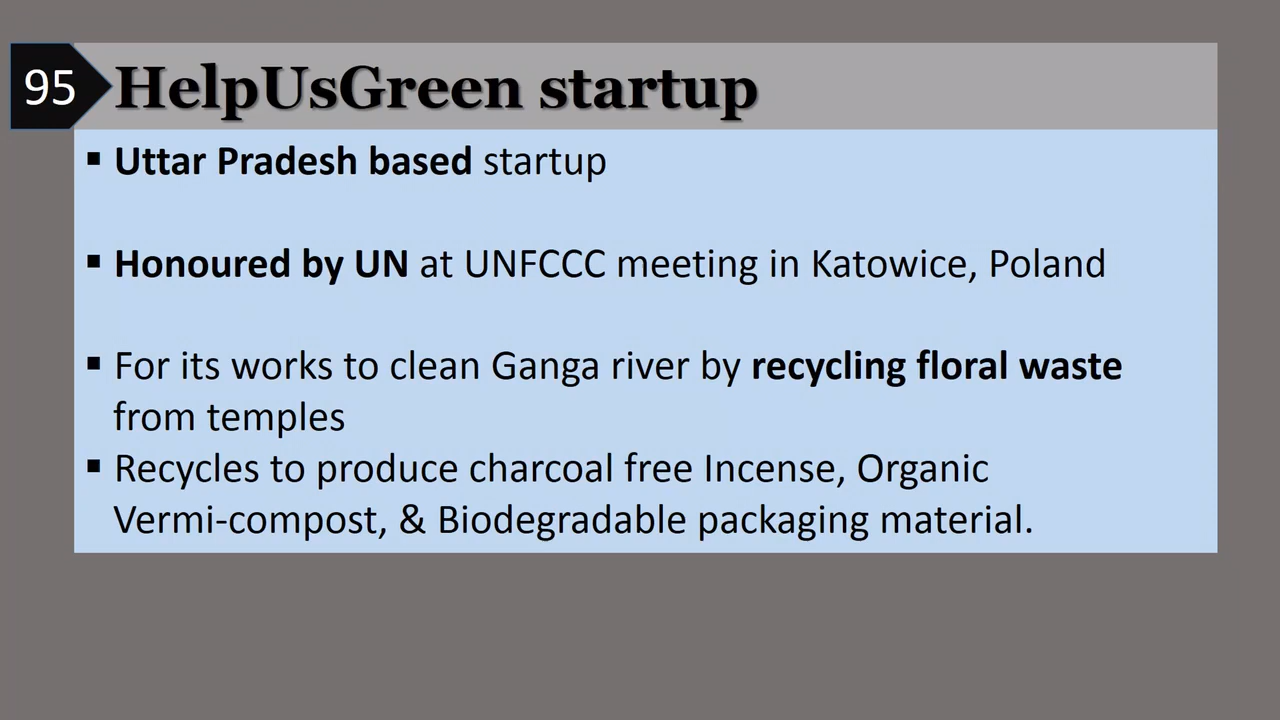 95
HelpUsGreen startup
▪ Uttar Pradesh based startup
▪ Honoured by UN at UNFCCC meeting in Katowice, Poland
▪ For its works to clean Ganga river by recycling floral waste
from temples
▪ Recycles to produce charcoal free Incense, Organic
Vermi-compost, & Biodegradable packaging material.